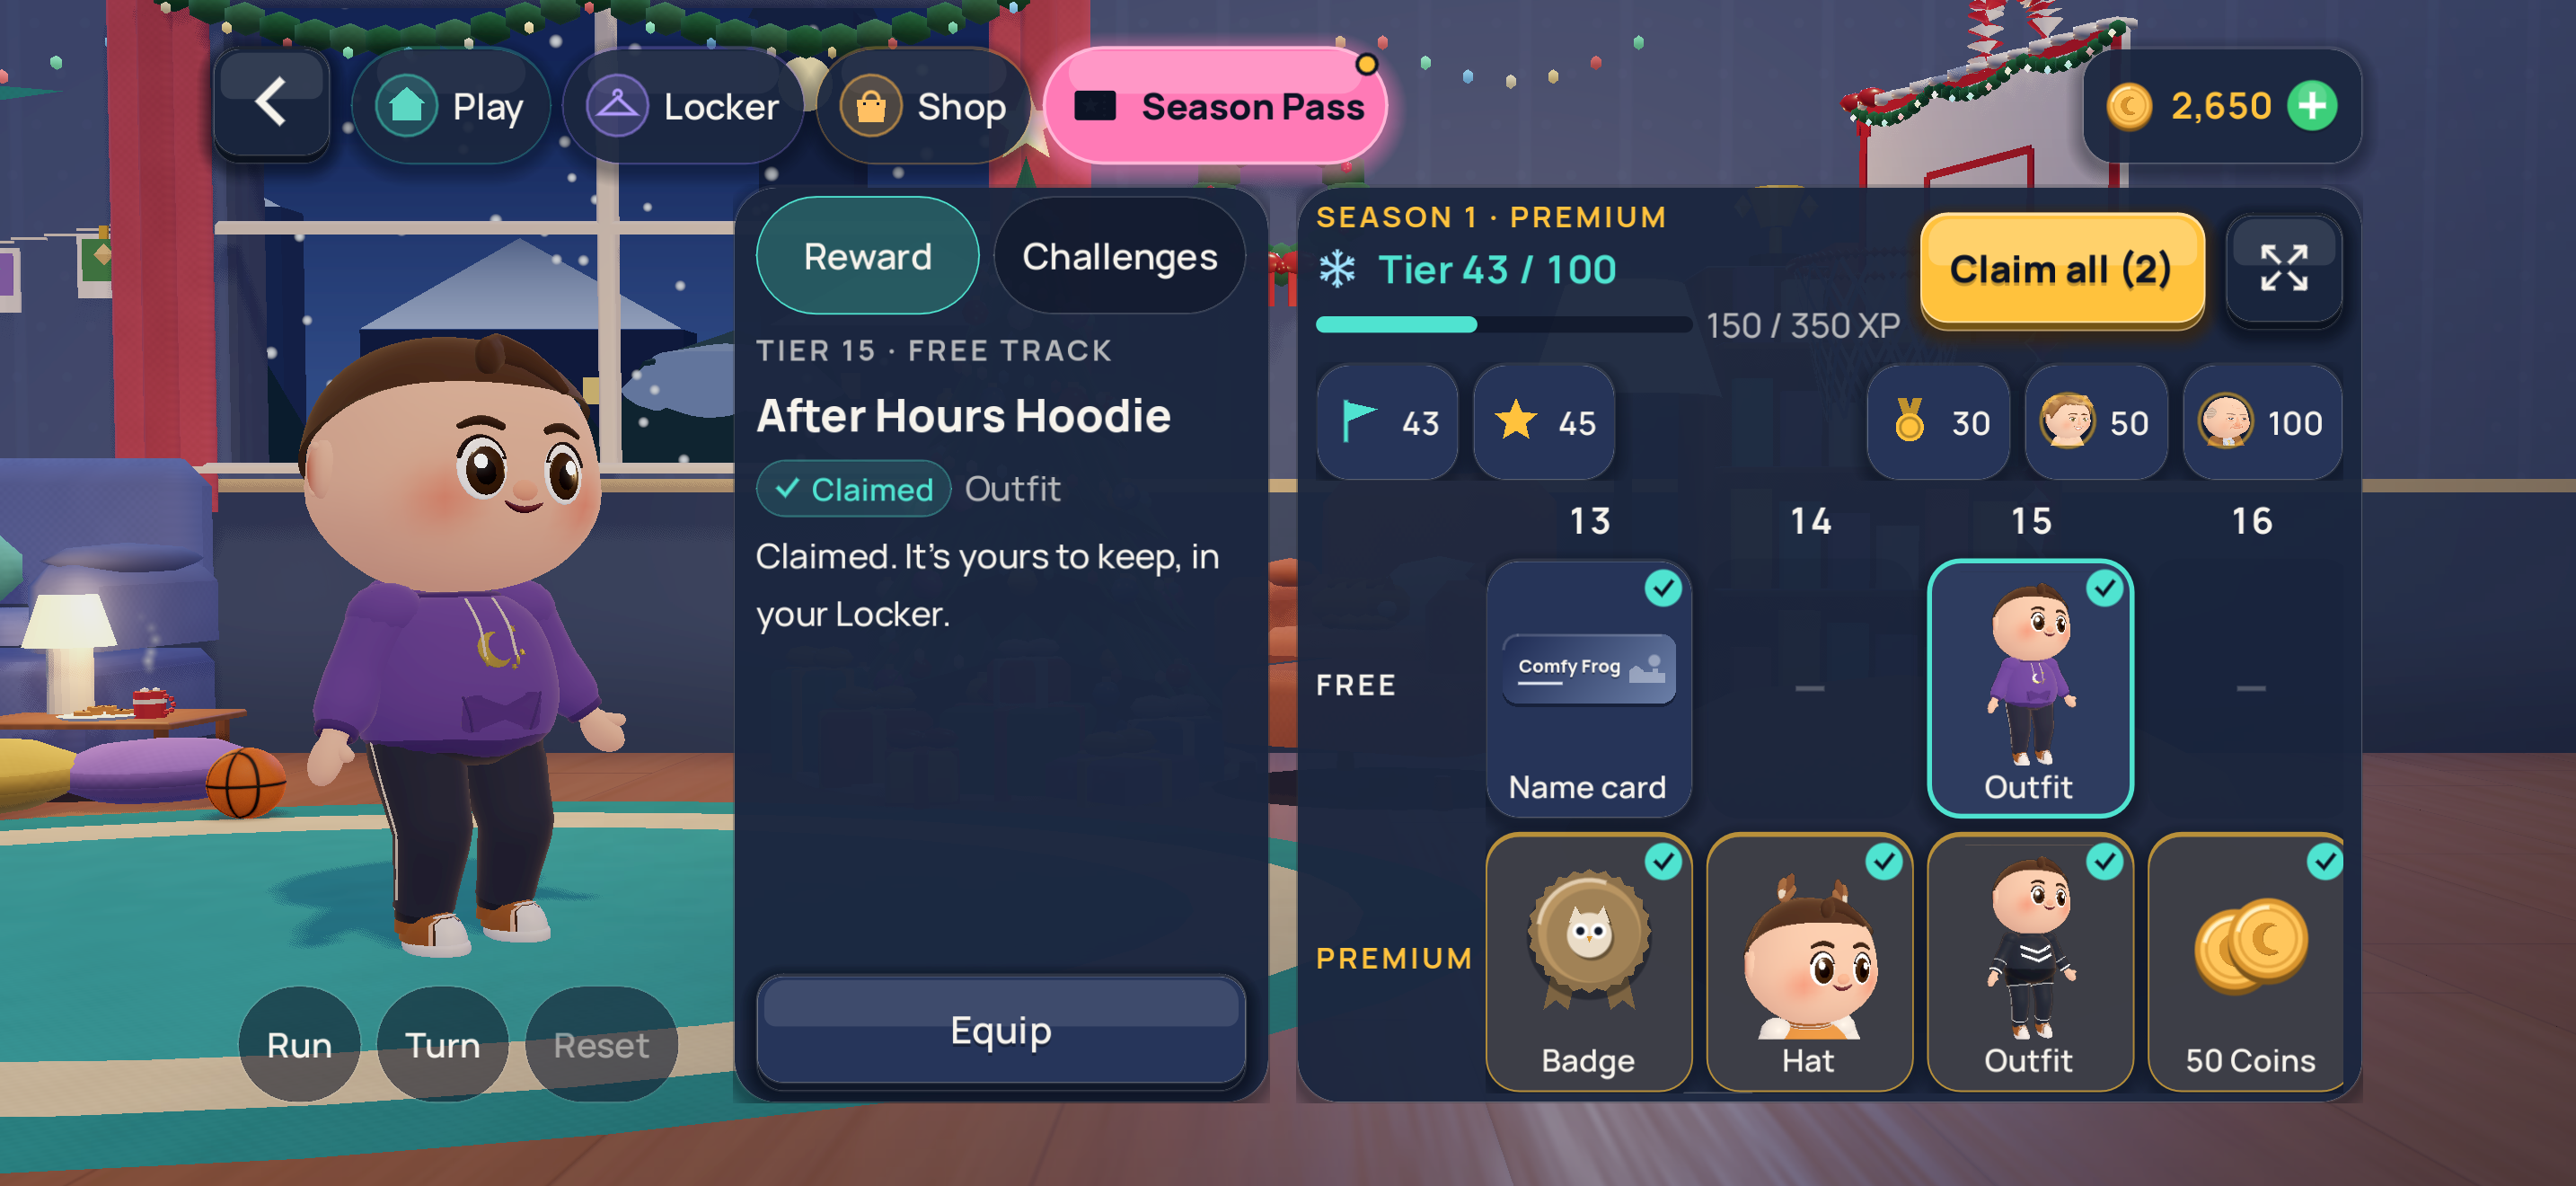 Play
Locker
Shop
Season Pass
2,650
Reward
Challenges
TIER 15 · FREE TRACK
After Hours Hoodie
Claimed
Outfit
Claimed. It's yours to keep, in
your Locker.
Equip
Run
Turn
Reset
SEASON 1 · PREMIUM
Tier 43 / 100
150 / 350 XP
Claim all (2)
43
45
30
50
100
13
14
15
16
FREE
Comfy Frog
Name card
–
Outfit
–
PREMIUM
Badge
Hat
Outfit
50 Coins